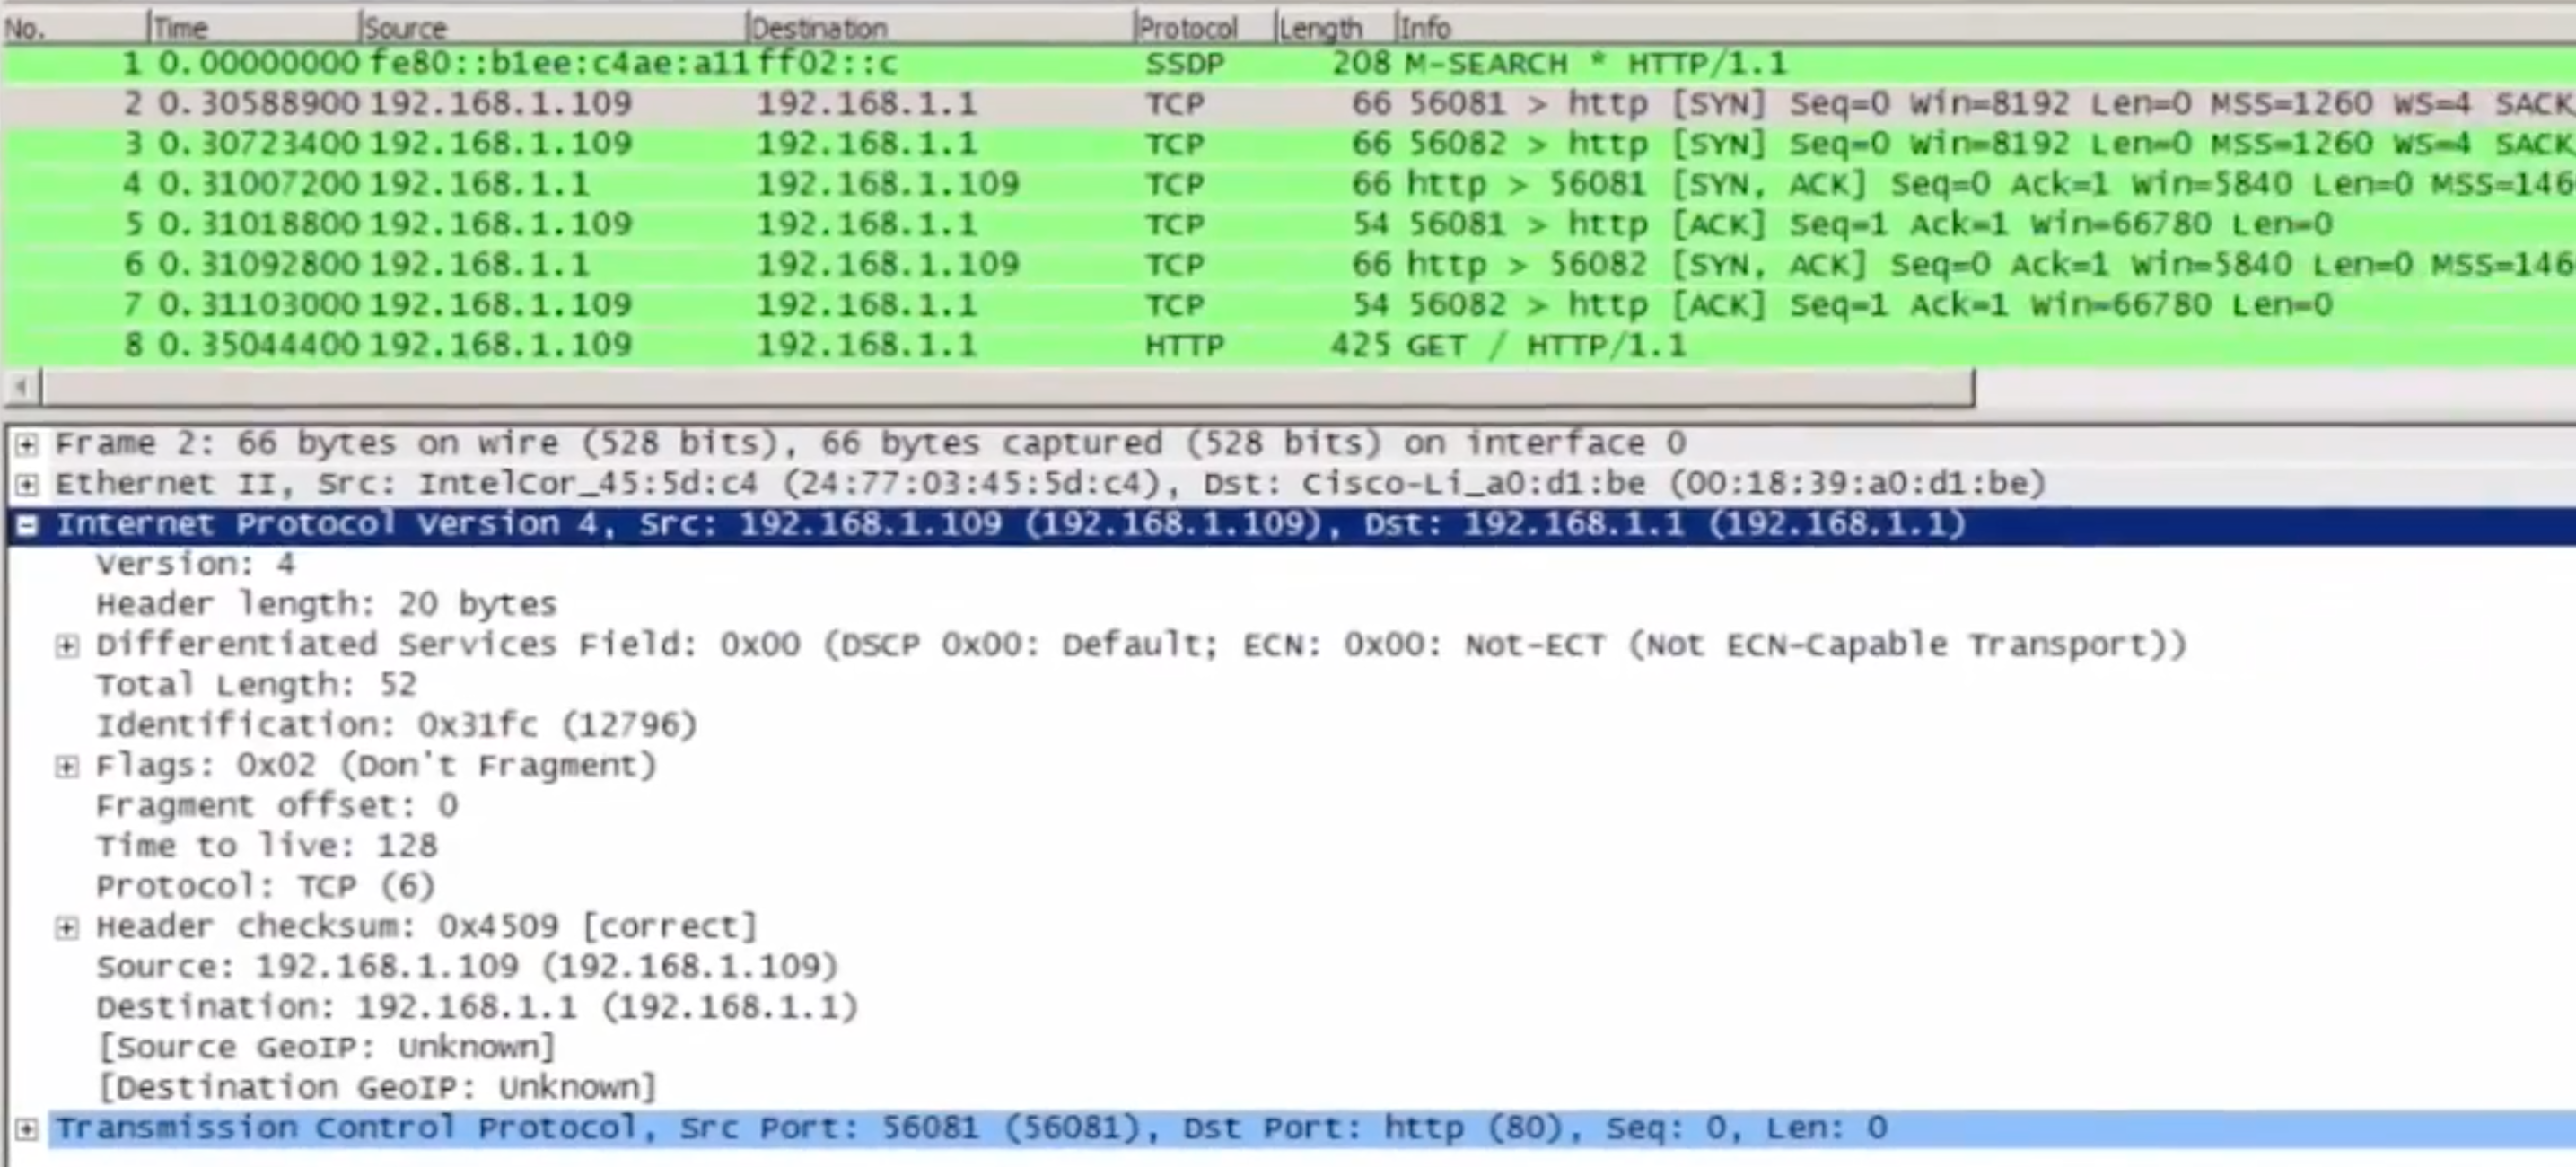 No. Time Source Destination Protocol Length Info
1 0.00000000 fe80::b1ee:c4ae:a11 ff02::c SSDP 208 M-SEARCH * HTTP/1.1
2 0.30588900 192.168.1.109 192.168.1.1 TCP 66 56081 > http [SYN] Seq=0 Win=8192 Len=0 MSS=1260 WS=4 SACK
3 0.30723400 192.168.1.109 192.168.1.1 TCP 66 56082 > http [SYN] Seq=0 Win=8192 Len=0 MSS=1260 WS=4 SACK
4 0.31007200 192.168.1.1 192.168.1.109 TCP 66 http > 56081 [SYN, ACK] Seq=0 Ack=1 Win=5840 Len=0 MSS=146
5 0.31018800 192.168.1.109 192.168.1.1 TCP 54 56081 > http [ACK] Seq=1 Ack=1 Win=66780 Len=0
6 0.31092800 192.168.1.1 192.168.1.109 TCP 66 http > 56082 [SYN, ACK] Seq=0 Ack=1 Win=5840 Len=0 MSS=146
7 0.31103000 192.168.1.109 192.168.1.1 TCP 54 56082 > http [ACK] Seq=1 Ack=1 Win=66780 Len=0
8 0.35044400 192.168.1.109 192.168.1.1 HTTP 425 GET / HTTP/1.1
Frame 2: 66 bytes on wire (528 bits), 66 bytes captured (528 bits) on interface 0
Ethernet II, Src: IntelCor_45:5d:c4 (24:77:03:45:5d:c4), Dst: Cisco-Li_a0:d1:be (00:18:39:a0:d1:be)
Internet Protocol Version 4, Src: 192.168.1.109 (192.168.1.109), Dst: 192.168.1.1 (192.168.1.1)
Version: 4
Header length: 20 bytes
Differentiated Services Field: 0x00 (DSCP 0x00: Default; ECN: 0x00: Not-ECT (Not ECN-Capable Transport))
Total Length: 52
Identification: 0x31fc (12796)
Flags: 0x02 (Don't Fragment)
Fragment offset: 0
Time to live: 128
Protocol: TCP (6)
Header checksum: 0x4509 [correct]
Source: 192.168.1.109 (192.168.1.109)
Destination: 192.168.1.1 (192.168.1.1)
[Source GeoIP: Unknown]
[Destination GeoIP: Unknown]
Transmission Control Protocol, Src Port: 56081 (56081), Dst Port: http (80), Seq: 0, Len: 0